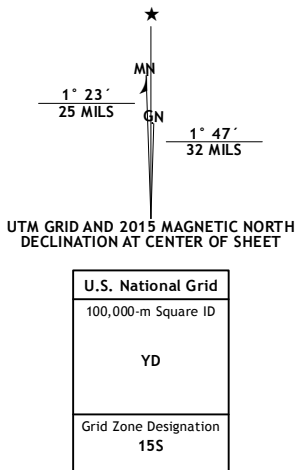 ★
MN
1° 23´
25 MILS
GN
1° 47´
32 MILS
UTM GRID AND 2015 MAGNETIC NORTH
DECLINATION AT CENTER OF SHEET
U.S. National Grid
100,000-m Square ID
YD
Grid Zone Designation
15S